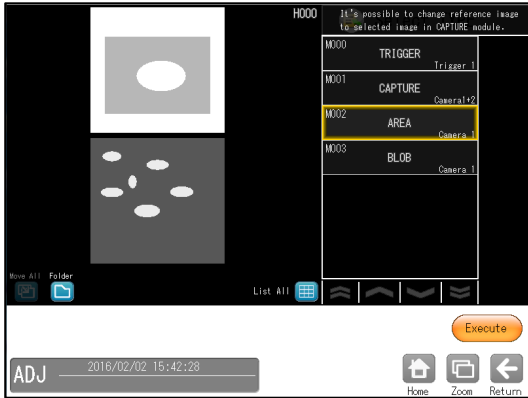 H000
It's possible to change reference image
to selected image in CAPTURE module.
M000
TRIGGER
Trigger 1
M001
CAPTURE
Camera1+2
M002
AREA
Camera 1
M003
BLOB
Camera 1
Move All
Folder
List All
Execute
ADJ
2016/02/02 15:42:28
Home
Zoom
Return